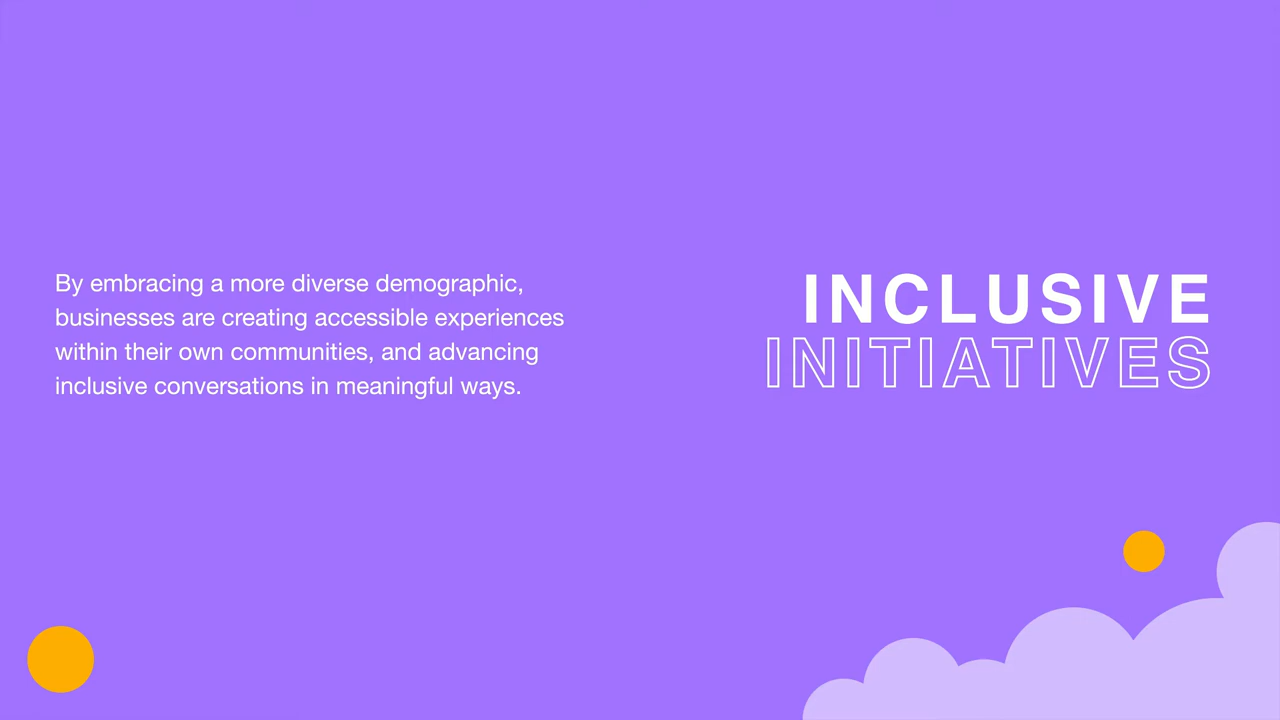 By embracing a more diverse demographic,
businesses are creating accessible experiences
within their own communities, and advancing
inclusive conversations in meaningful ways.
INCLUSIVE
INITIATIVES